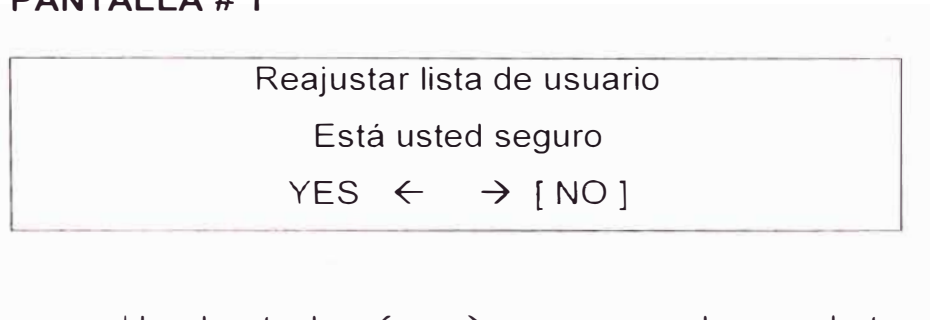 PANTALLA # 1
Reajustar lista de usuario
Está usted seguro
YES ← → [ NO ]
← →